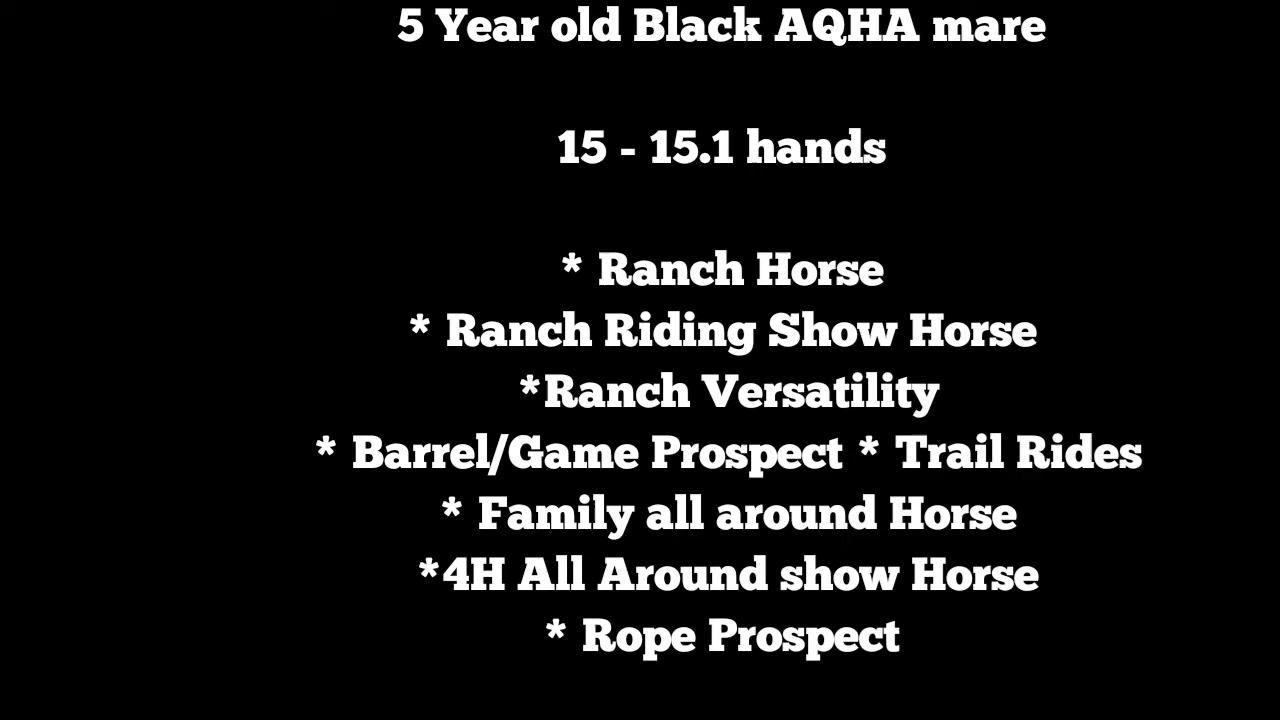 5 Year old Black AQHA mare
15 - 15.1 hands
* Ranch Horse
* Ranch Riding Show Horse
*Ranch Versatility
* Barrel/Game Prospect * Trail Rides
* Family all around Horse
*4H All Around show Horse
* Rope Prospect